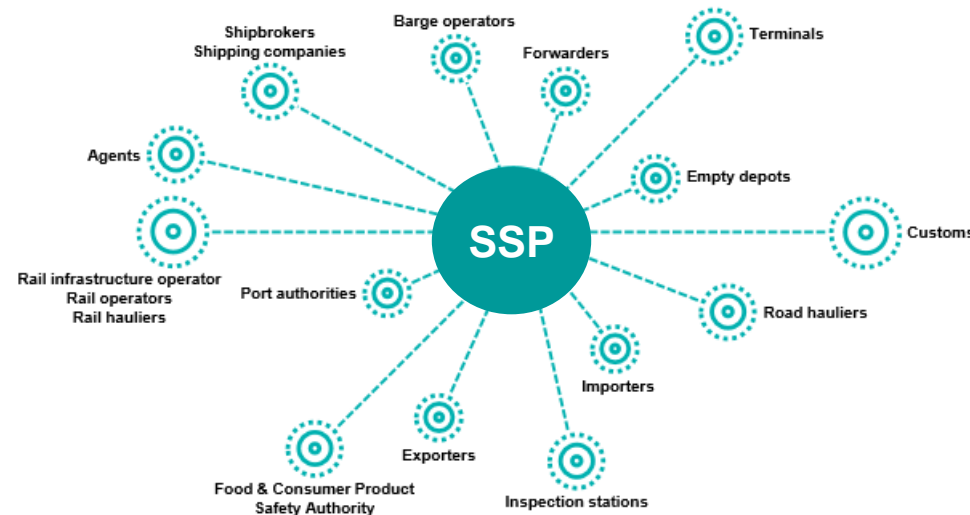 Barge operators
Shipbrokers
Shipping companies
Forwarders
Terminals
Agents
Empty depots
SSP
Customs
Rail infrastructure operator
Rail operators
Rail hauliers
Port authorities
Road hauliers
Importers
Exporters
Food & Consumer Product
Safety Authority
Inspection stations